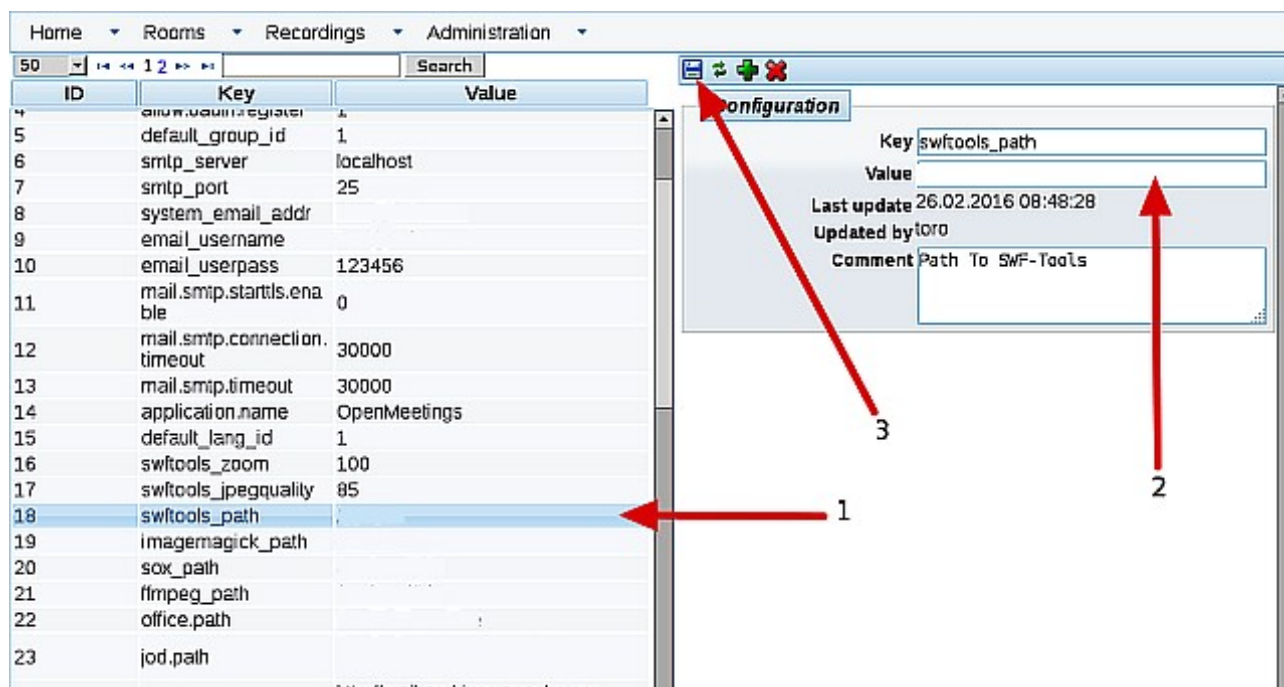 Home Rooms Recordings Administration
50 1 2 Search
ID Key Value
5 default_group_id 1
6 smtp_server localhost
7 smtp_port 25
8 system_email_addr
9 email_username
10 email_userpass 123456
11 mail.smtp.starttls.ena
ble 0
12 mail.smtp.connection.
timeout 30000
13 mail.smtp.timeout 30000
14 application.name OpenMeetings
15 default_lang_id 1
16 swftools_zoom 100
17 swftools_jpegquality 85
18 swftools_path
19 imagemagick_path
20 sox_path
21 ffmpeg_path
22 office.path
23 jod.path
Configuration
Key swftools_path
Value
Last update 26.02.2016 08:48:28
Updated by toro
Comment Path To SWF-Tools
3
2
1